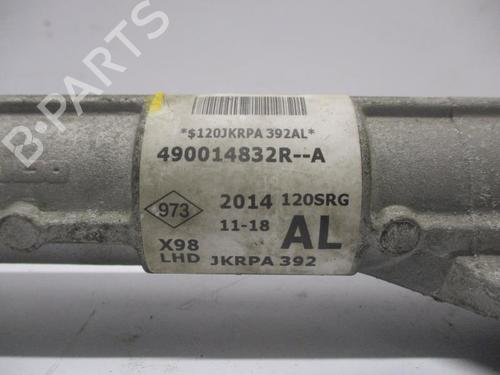 *$120JKRPA 392AL*
490014832R--A
973
2014 120SRG
11-18 AL
X98
LHD JKRPA 392
B-PARTS